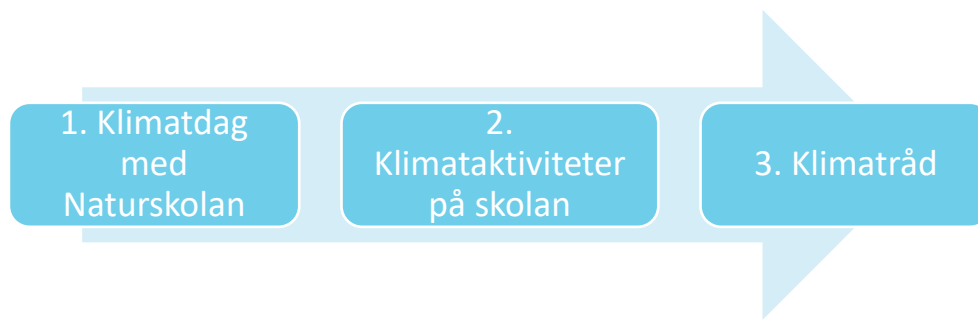 1. Klimatdag
med
Naturskolan
2.
Klimataktiviteter
på skolan
3. Klimatråd